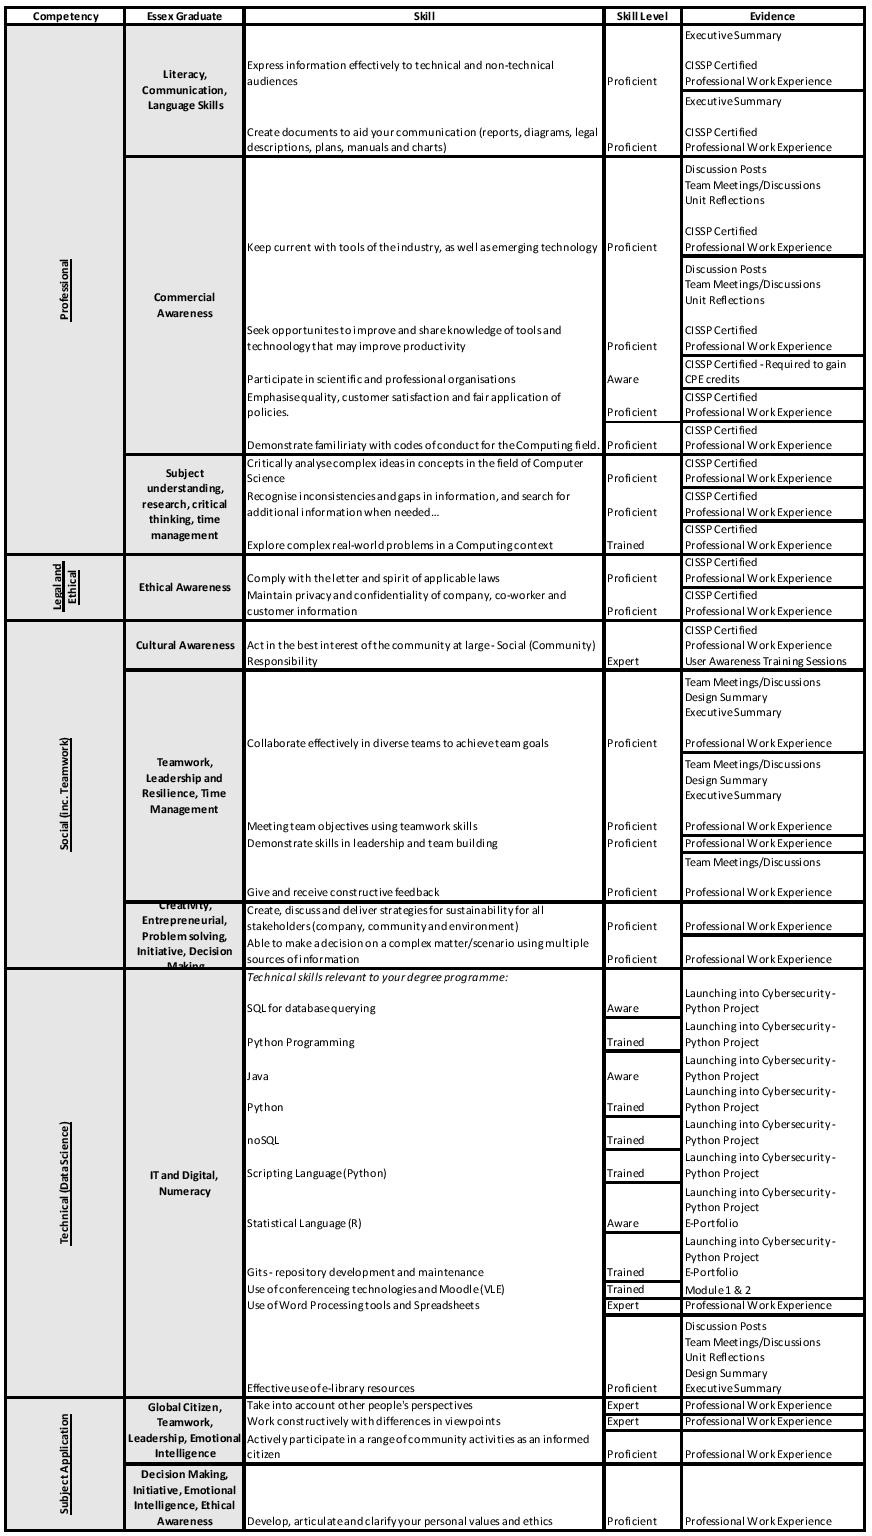 Competency Essex Graduate Skill Skill Level Evidence
Professional
Literacy,
Communication,
Language Skills
Express information effectively to technical and non-technical
audiences
Proficient
Executive Summary
CISSP Certified
Professional Work Experience
Create documents to aid your communication (reports, diagrams, legal
descriptions, plans, manuals and charts)
Proficient
Executive Summary
CISSP Certified
Professional Work Experience
Commercial
Awareness
Keep current with tools of the industry, as well as emerging technology
Proficient
Discussion Posts
Team Meetings/Discussions
Unit Reflections
CISSP Certified
Professional Work Experience
Seek opportunites to improve and share knowledge of tools and
technoology that may improve productivity
Proficient
Discussion Posts
Team Meetings/Discussions
Unit Reflections
CISSP Certified
Professional Work Experience
Participate in scientific and professional organisations
Aware
CISSP Certified - Required to gain
CPE credits
Emphasise quality, customer satisfaction and fair application of
policies.
Proficient
CISSP Certified
Professional Work Experience
Demonstrate familiriaty with codes of conduct for the Computing field.
Proficient
CISSP Certified
Professional Work Experience
Subject
understanding,
research, critical
thinking, time
management
Critically analyse complex ideas in concepts in the field of Computer
Science
Proficient
CISSP Certified
Professional Work Experience
Recognise inconsistencies and gaps in information, and search for
additional information when needed...
Proficient
CISSP Certified
Professional Work Experience
Explore complex real-world problems in a Computing context
Trained
CISSP Certified
Professional Work Experience
Legal and
Ethical
Ethical Awareness
Comply with the letter and spirit of applicable laws
Proficient
CISSP Certified
Professional Work Experience
Maintain privacy and confidentiality of company, co-worker and
customer information
Proficient
CISSP Certified
Professional Work Experience
Social (inc. Teamwork)
Cultural Awareness
Act in the best interest of the community at large - Social (Community)
Responsibility
Expert
CISSP Certified
Professional Work Experience
User Awareness Training Sessions
Teamwork,
Leadership and
Resilience, Time
Management
Collaborate effectively in diverse teams to achieve team goals
Proficient
Team Meetings/Discussions
Design Summary
Executive Summary
Professional Work Experience
Meeting team objectives using teamwork skills
Proficient
Team Meetings/Discussions
Design Summary
Executive Summary
Professional Work Experience
Demonstrate skills in leadership and team building
Proficient
Professional Work Experience
Give and receive constructive feedback
Proficient
Team Meetings/Discussions
Professional Work Experience
Creativity,
Entrepreneurial,
Problem solving,
Initiative, Decision
Making
Create, discuss and deliver strategies for sustainability for all
stakeholders (company, community and environment)
Proficient
Professional Work Experience
Able to make a decision on a complex matter/scenario using multiple
sources of information
Proficient
Professional Work Experience
Technical (Data Science)
IT and Digital,
Numeracy
Technical skills relevant to your degree programme:
SQL for database querying
Aware
Launching into Cybersecurity -
Python Project
Python Programming
Trained
Launching into Cybersecurity -
Python Project
Java
Aware
Launching into Cybersecurity -
Python Project
Python
Trained
Launching into Cybersecurity -
Python Project
noSQL
Trained
Launching into Cybersecurity -
Python Project
Scripting Language (Python)
Trained
Launching into Cybersecurity -
Python Project
Statistical Language (R)
Aware
Launching into Cybersecurity -
Python Project
E-Portfolio
Gits - repository development and maintenance
Trained
Launching into Cybersecurity -
Python Project
E-Portfolio
Use of conferenceing technologies and Moodle (VLE)
Trained
Module 1 & 2
Use of Word Processing tools and Spreadsheets
Expert
Professional Work Experience
Effective use of e-library resources
Proficient
Discussion Posts
Team Meetings/Discussions
Unit Reflections
Design Summary
Executive Summary
Subject Application
Global Citizen,
Teamwork,
Leadership, Emotional
Intelligence
Take into account other people's perspectives
Expert
Professional Work Experience
Work constructively with differences in viewpoints
Expert
Professional Work Experience
Actively participate in a range of community activities as an informed
citizen
Proficient
Professional Work Experience
Decision Making,
Initiative, Emotional
Intelligence, Ethical
Awareness
Develop, articulate and clarify your personal values and ethics
Proficient
Professional Work Experience